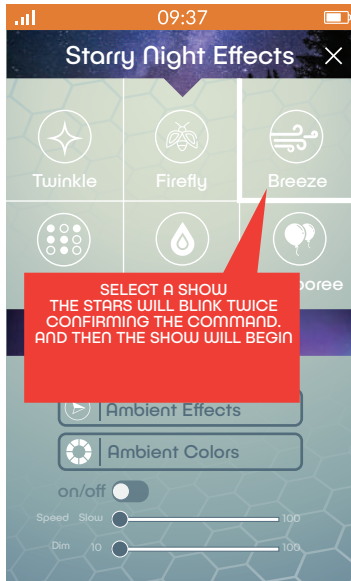 09:37
Starry Night Effects
Twinkle
Firefly
Breeze
oree
SELECT A SHOW
THE STARS WILL BLINK TWICE
CONFIRMING THE COMMAND.
AND THEN THE SHOW WILL BEGIN
Ambient Effects
Ambient Colors
on/off
Speed Slow 100
Dim 10 100